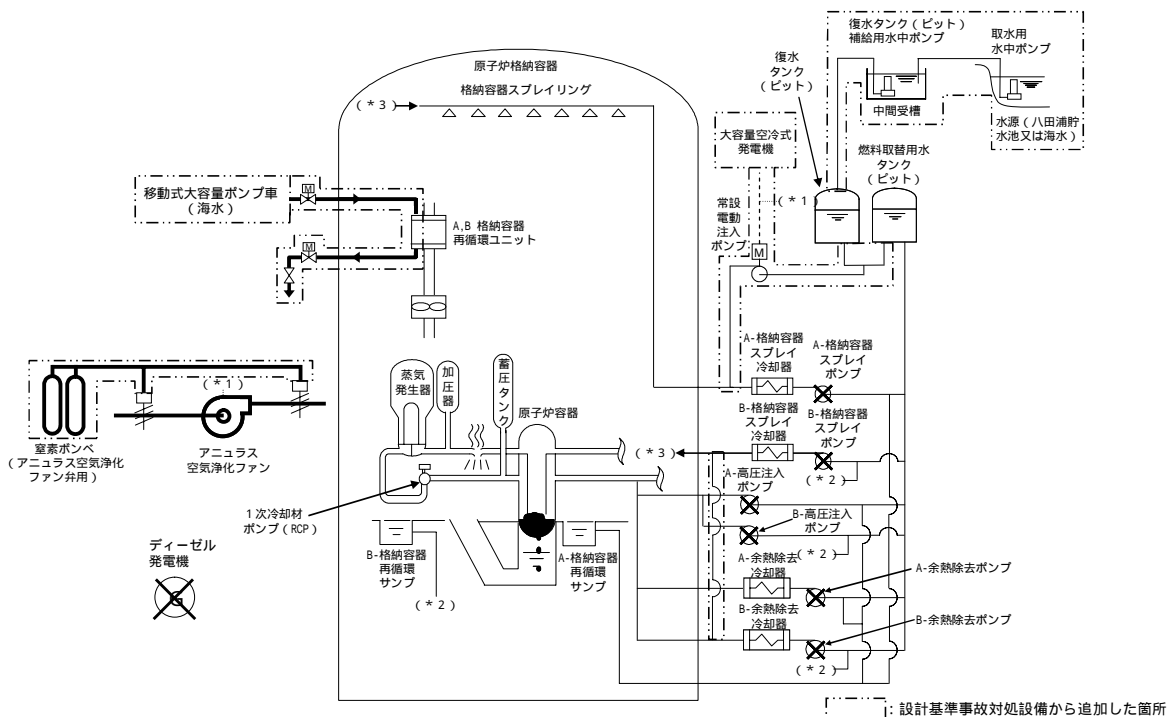 復水タンク(ピット)
補給用水中ポンプ
取水用
水中ポンプ
復水
タンク
(ピット)
中間受槽
水源(八田浦貯
水池又は海水)
原子炉格納容器
格納容器スプレイリング
(*3)
大容量空冷式
発電機
燃料取替用水
タンク
(ピット)
(*1)
常設
電動
注入
ポンプ
M
移動式大容量ポンプ車
(海水)
M
M
A,B 格納容器
再循環ユニット
A-格納容器
スプレイ
冷却器
A-格納容器
スプレイ
ポンプ
B-格納容器
スプレイ
冷却器
B-格納容器
スプレイ
ポンプ
(*3)
(*2)
A-高圧注入
ポンプ
B-高圧注入
ポンプ
(*2)
A-余熱除去
冷却器
A-余熱除去ポンプ
B-余熱除去
冷却器
B-余熱除去ポンプ
(*2)
蒸気
発生器
加圧器
蓄圧タンク
原子炉容器
(*1)
窒素ボンベ
(アニュラス空気浄化
ファン弁用)
アニュラス
空気浄化ファン
1次冷却材
ポンプ(RCP)
B-格納容器
再循環
サンプ
(*2)
A-格納容器
再循環
サンプ
ディーゼル
発電機
G
:設計基準事故対処設備から追加した箇所